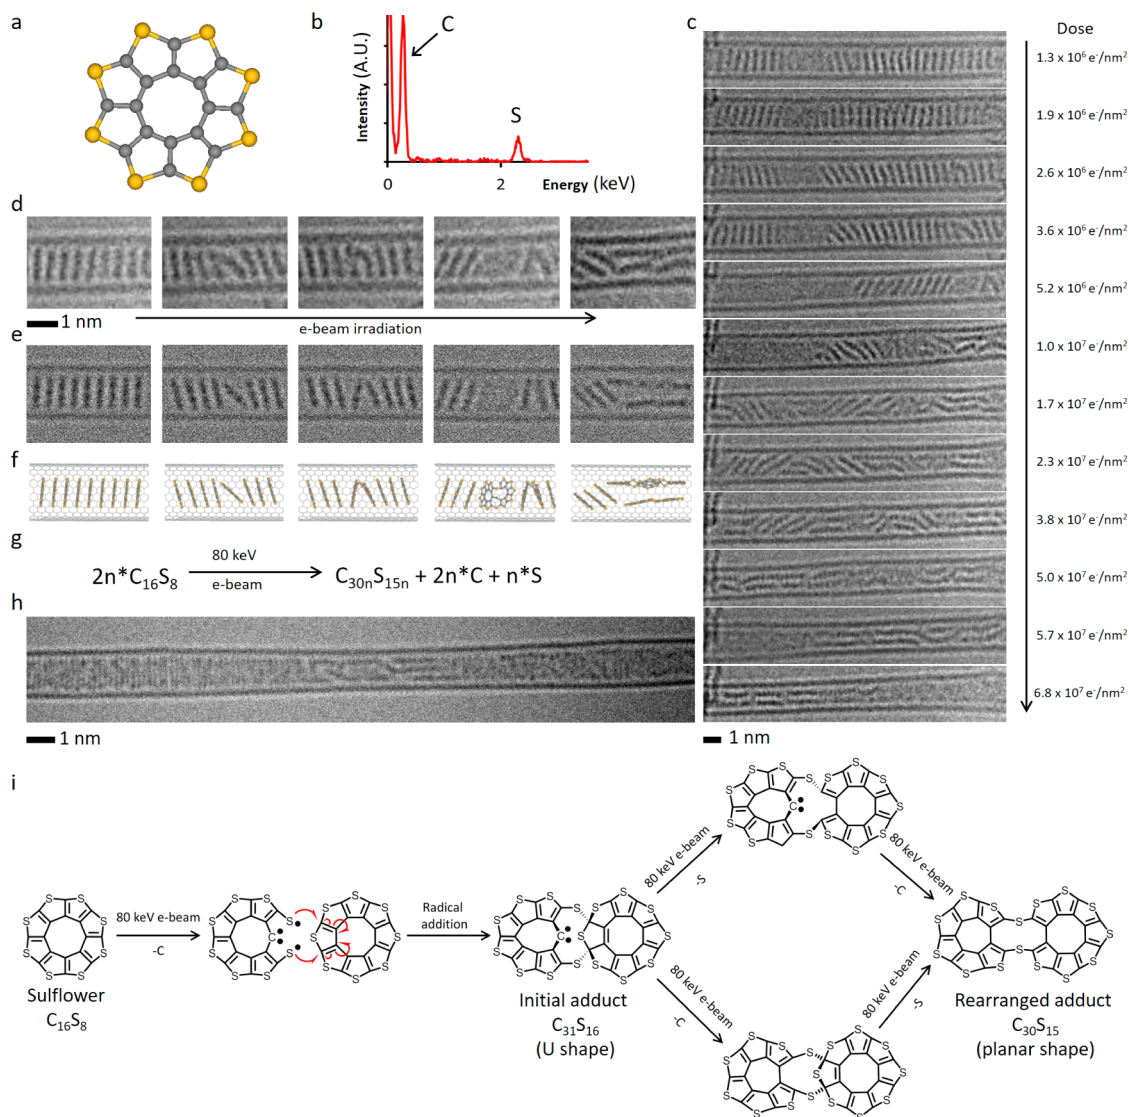 a
b
C
S
Intensity (A.U.)
0
2
Energy (keV)
c
Dose
1.3 x 10⁶ e⁻/nm²
1.9 x 10⁶ e⁻/nm²
2.6 x 10⁶ e⁻/nm²
3.6 x 10⁶ e⁻/nm²
5.2 x 10⁶ e⁻/nm²
1.0 x 10⁷ e⁻/nm²
1.7 x 10⁷ e⁻/nm²
2.3 x 10⁷ e⁻/nm²
3.8 x 10⁷ e⁻/nm²
5.0 x 10⁷ e⁻/nm²
5.7 x 10⁷ e⁻/nm²
6.8 x 10⁷ e⁻/nm²
1 nm
d
1 nm
e-beam irradiation
e
f
g
2n*C₁₆S₈
80 keV
e-beam
C₃₀ₙS₁₅ₙ + 2n*C + n*S
h
1 nm
i
Sulflower
C₁₆S₈
80 keV e-beam
-C
Radical
addition
Initial adduct
C₃₁S₁₆
(U shape)
80 keV e-beam
-S
80 keV e-beam
-C
80 keV e-beam
-C
80 keV e-beam
-S
Rearranged adduct
C₃₀S₁₅
(planar shape)